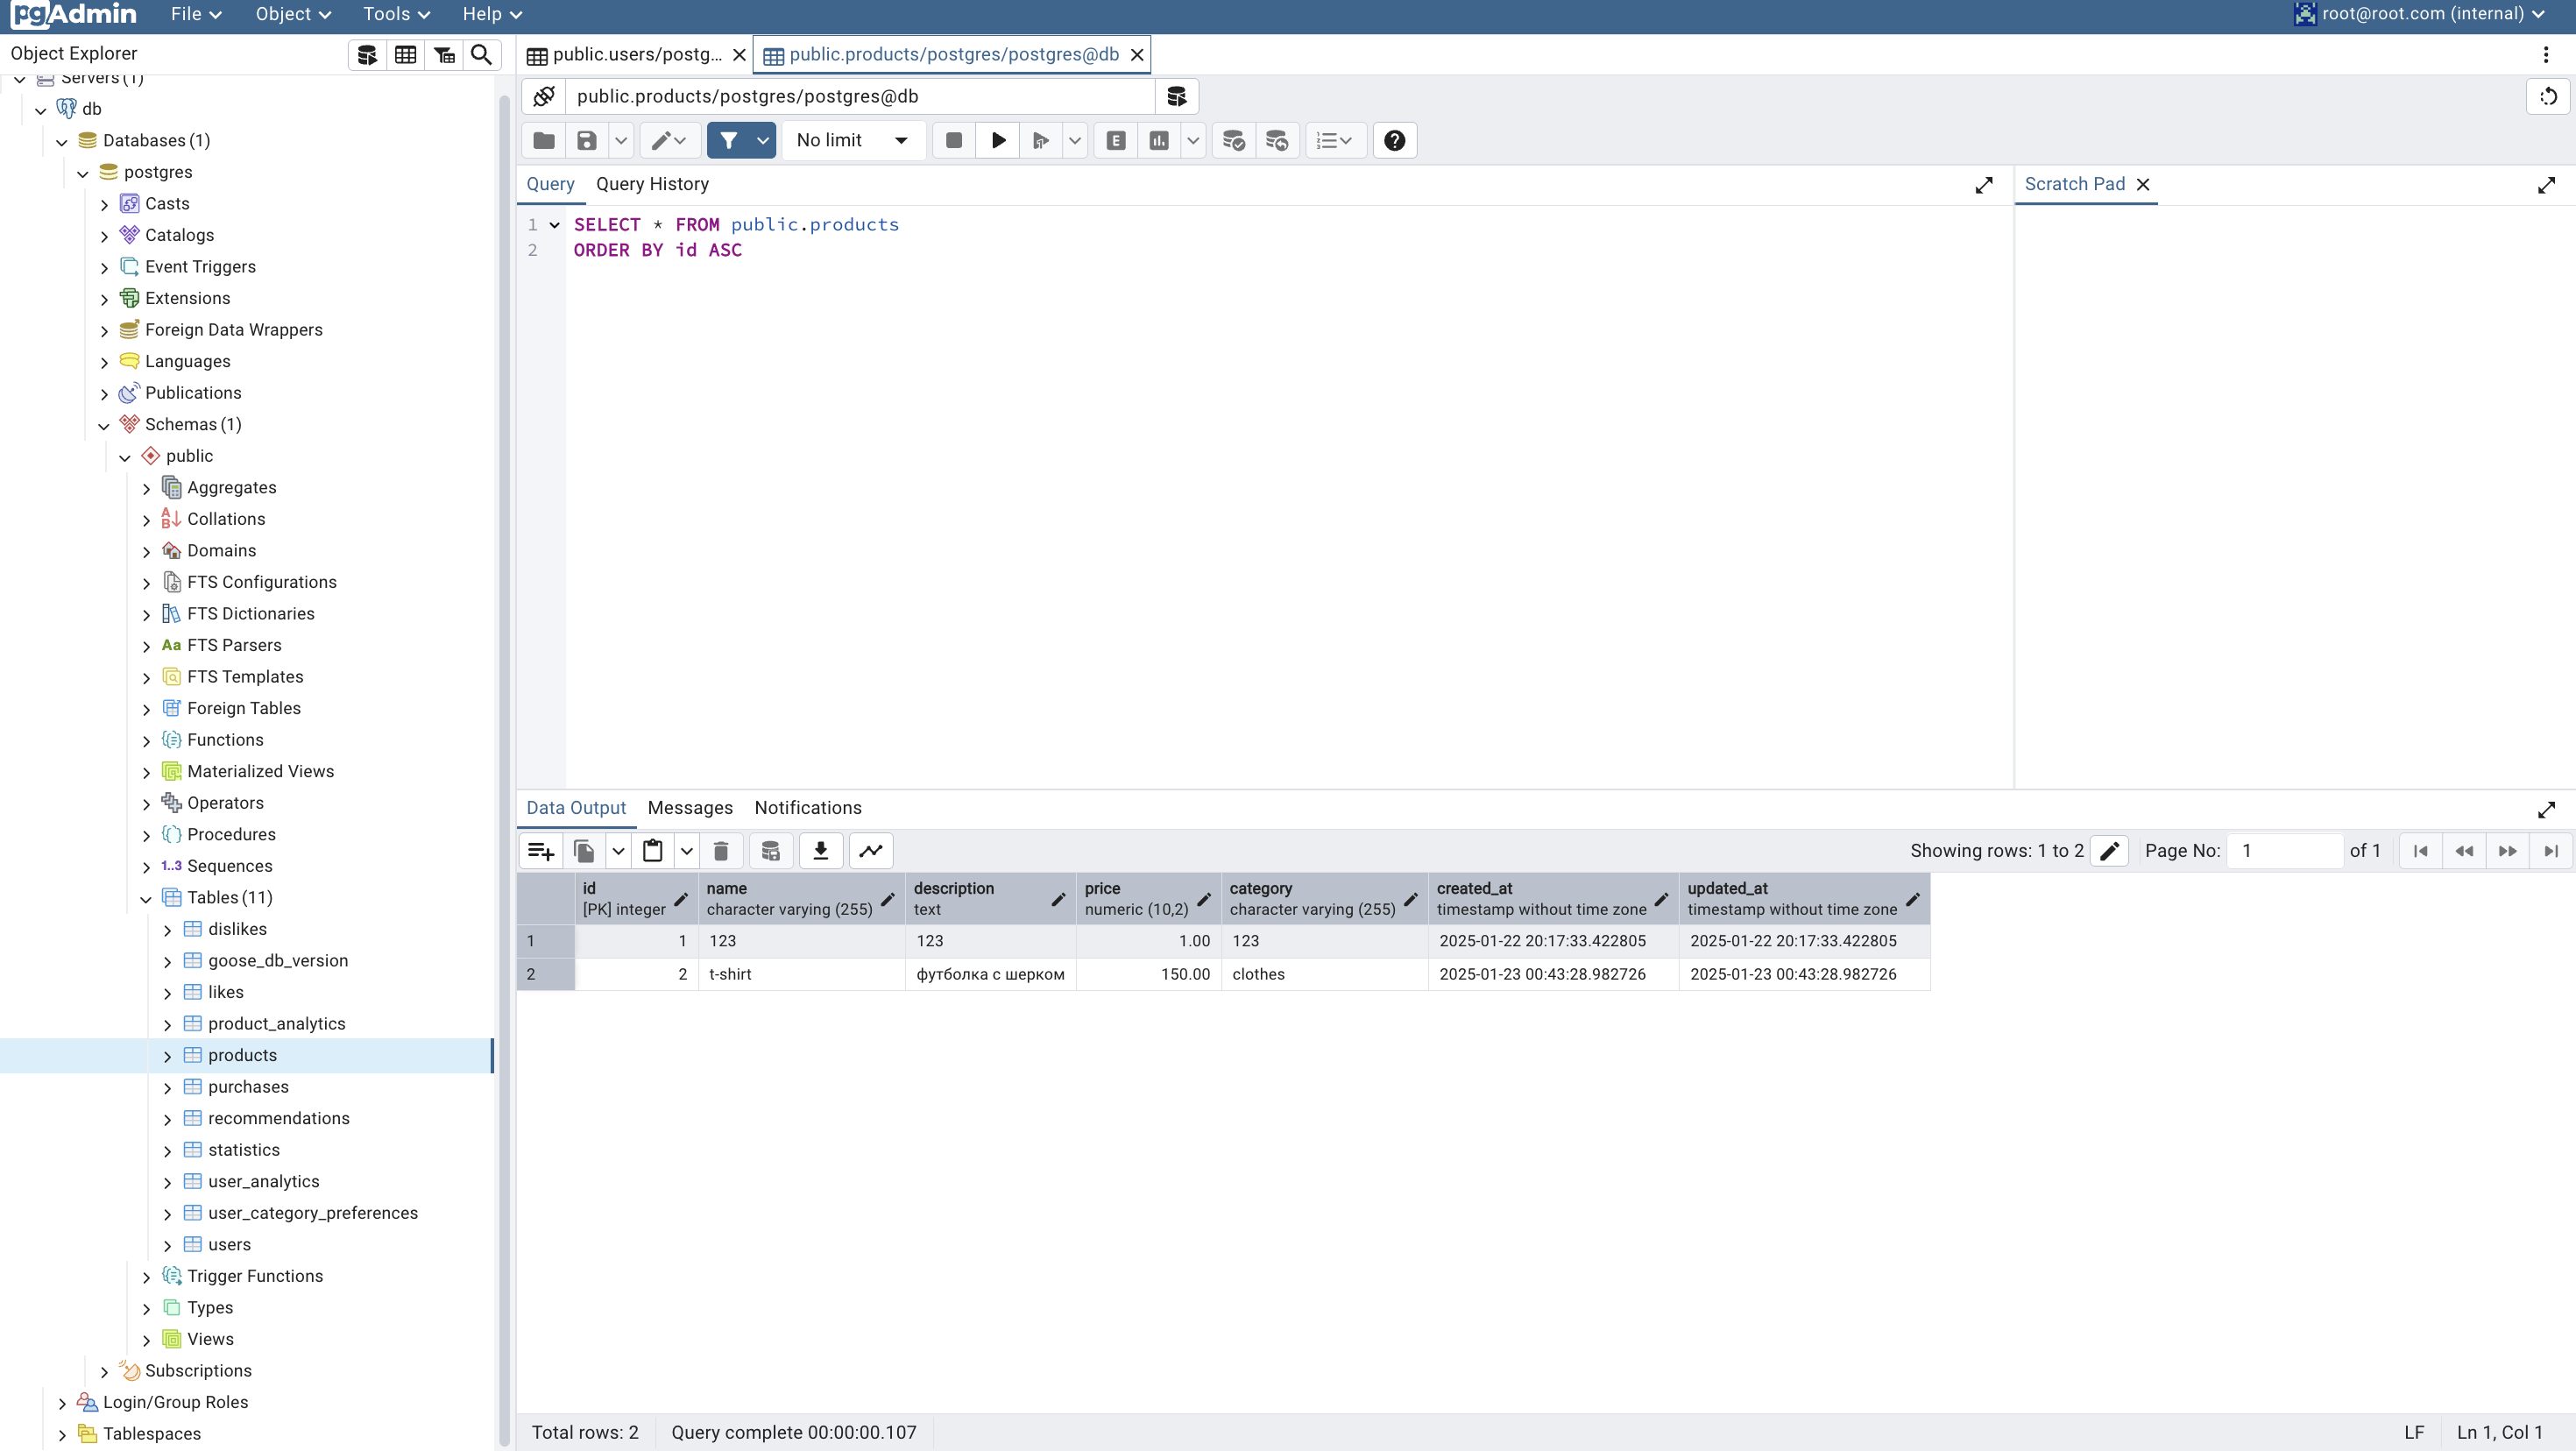 pgAdmin File Object Tools Help root@root.com (internal)
Object Explorer
Servers (1)
db
Databases (1)
postgres
Casts
Catalogs
Event Triggers
Extensions
Foreign Data Wrappers
Languages
Publications
Schemas (1)
public
Aggregates
Collations
Domains
FTS Configurations
FTS Dictionaries
Aa FTS Parsers
FTS Templates
Foreign Tables
Functions
Materialized Views
Operators
Procedures
1..3 Sequences
Tables (11)
dislikes
goose_db_version
likes
product_analytics
products
purchases
recommendations
statistics
user_analytics
user_category_preferences
users
Trigger Functions
Types
Views
Subscriptions
Login/Group Roles
Tablespaces
public.users/postg... public.products/postgres/postgres@db
public.products/postgres/postgres@db
No limit E
Query Query History
Scratch Pad
1 SELECT * FROM public.products
2 ORDER BY id ASC
Data Output Messages Notifications
Showing rows: 1 to 2 Page No: 1 of 1
id name description price category created_at updated_at
[PK] integer character varying (255) text numeric (10,2) character varying (255) timestamp without time zone timestamp without time zone
1 1 123 123 1.00 123 2025-01-22 20:17:33.422805 2025-01-22 20:17:33.422805
2 2 t-shirt футболка с шерком 150.00 clothes 2025-01-23 00:43:28.982726 2025-01-23 00:43:28.982726
Total rows: 2 Query complete 00:00:00.107 LF Ln 1, Col 1